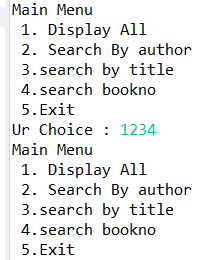 Main Menu
1. Display All
2. Search By author
3.search by title
4.search bookno
5.Exit
Ur Choice : 1234
Main Menu
1. Display All
2. Search By author
3.search by title
4.search bookno
5.Exit